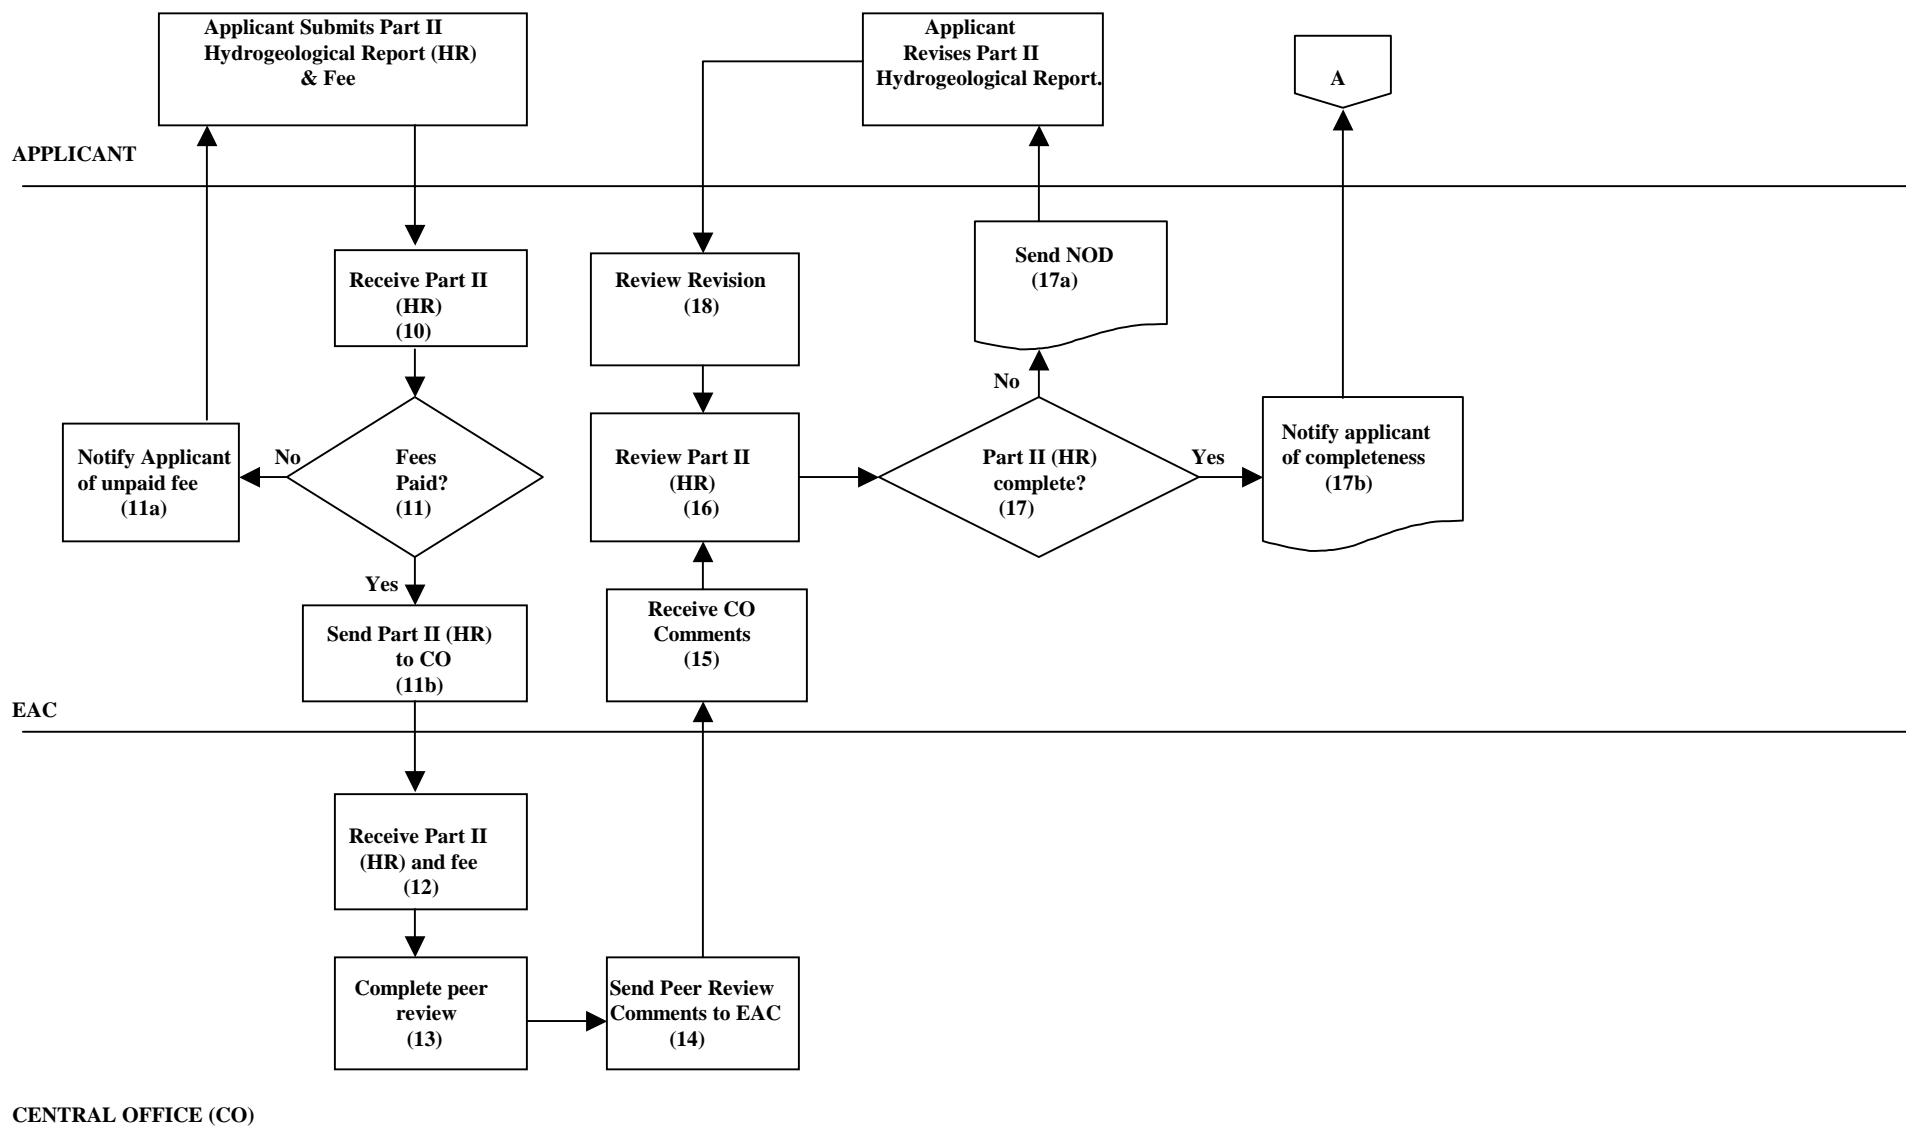 Applicant Submits Part II
Hydrogeological Report (HR)
& Fee
Applicant
Revises Part II
Hydrogeological Report.
A
APPLICANT
Receive Part II
(HR)
(10)
Review Revision
(18)
Send NOD
(17a)
No
Notify Applicant
of unpaid fee
(11a)
No
Fees
Paid?
(11)
Review Part II
(HR)
(16)
Part II (HR)
complete?
(17)
Yes
Notify applicant
of completeness
(17b)
Yes
Send Part II (HR)
to CO
(11b)
Receive CO
Comments
(15)
EAC
Receive Part II
(HR) and fee
(12)
Complete peer
review
(13)
Send Peer Review
Comments to EAC
(14)
CENTRAL OFFICE (CO)